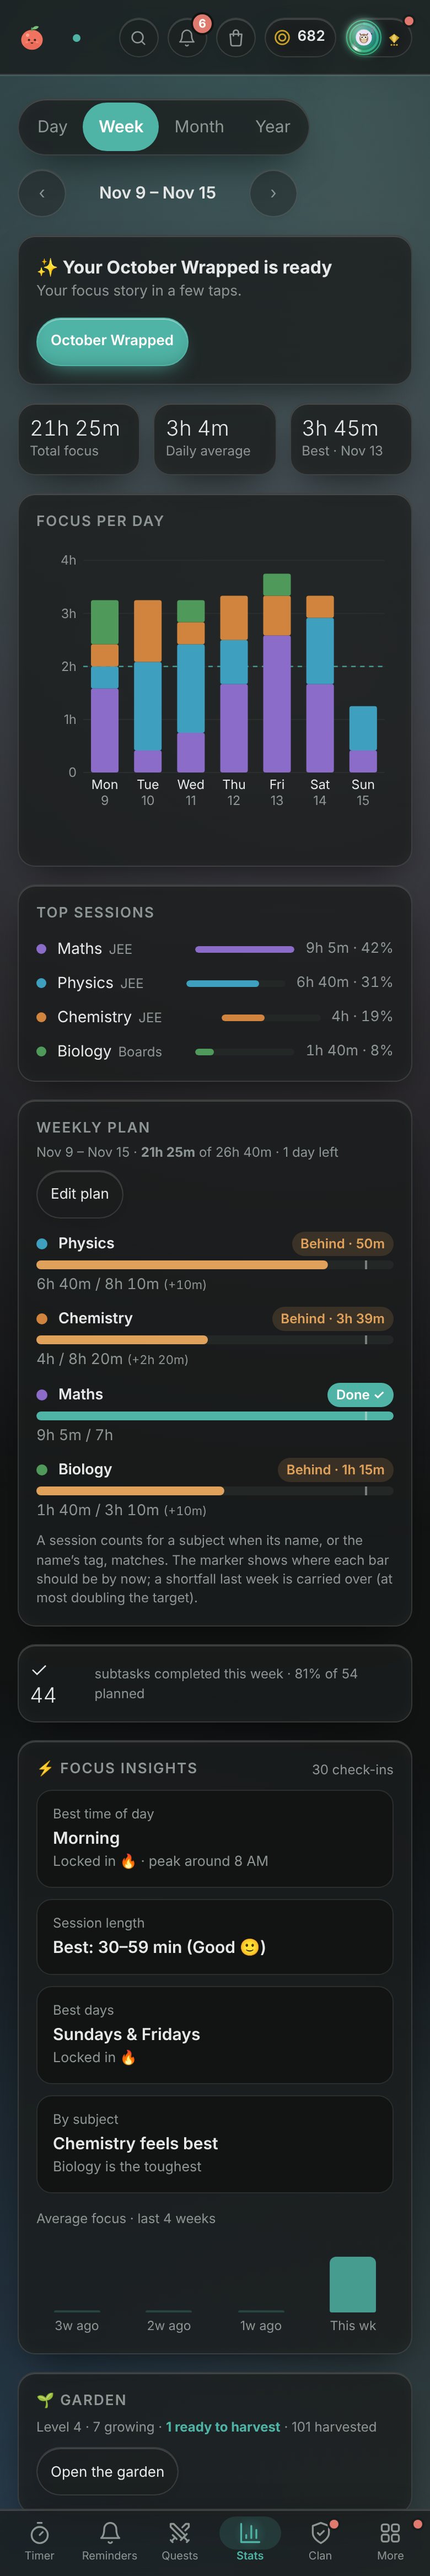 6
682
Day Week Month Year
‹ Nov 9 – Nov 15 ›
✨ Your October Wrapped is ready
Your focus story in a few taps.
October Wrapped
21h 25m
Total focus
3h 4m
Daily average
3h 45m
Best · Nov 13
FOCUS PER DAY
4h
3h
2h
1h
0
Mon Tue Wed Thu Fri Sat Sun
9 10 11 12 13 14 15
TOP SESSIONS
Maths JEE 9h 5m · 42%
Physics JEE 6h 40m · 31%
Chemistry JEE 4h · 19%
Biology Boards 1h 40m · 8%
WEEKLY PLAN
Nov 9 – Nov 15 · 21h 25m of 26h 40m · 1 day left
Edit plan
Physics Behind · 50m
6h 40m / 8h 10m (+10m)
Chemistry Behind · 3h 39m
4h / 8h 20m (+2h 20m)
Maths Done ✓
9h 5m / 7h
Biology Behind · 1h 15m
1h 40m / 3h 10m (+10m)
A session counts for a subject when its name, or the
name's tag, matches. The marker shows where each bar
should be by now; a shortfall last week is carried over (at
most doubling the target).
✓
44
subtasks completed this week · 81% of 54
planned
⚡ FOCUS INSIGHTS 30 check-ins
Best time of day
Morning
Locked in 🔥 · peak around 8 AM
Session length
Best: 30–59 min (Good 🙂)
Best days
Sundays & Fridays
Locked in 🔥
By subject
Chemistry feels best
Biology is the toughest
Average focus · last 4 weeks
3w ago 2w ago 1w ago This wk
🌱 GARDEN
Level 4 · 7 growing · 1 ready to harvest · 101 harvested
Open the garden
Timer Reminders Quests Stats Clan More